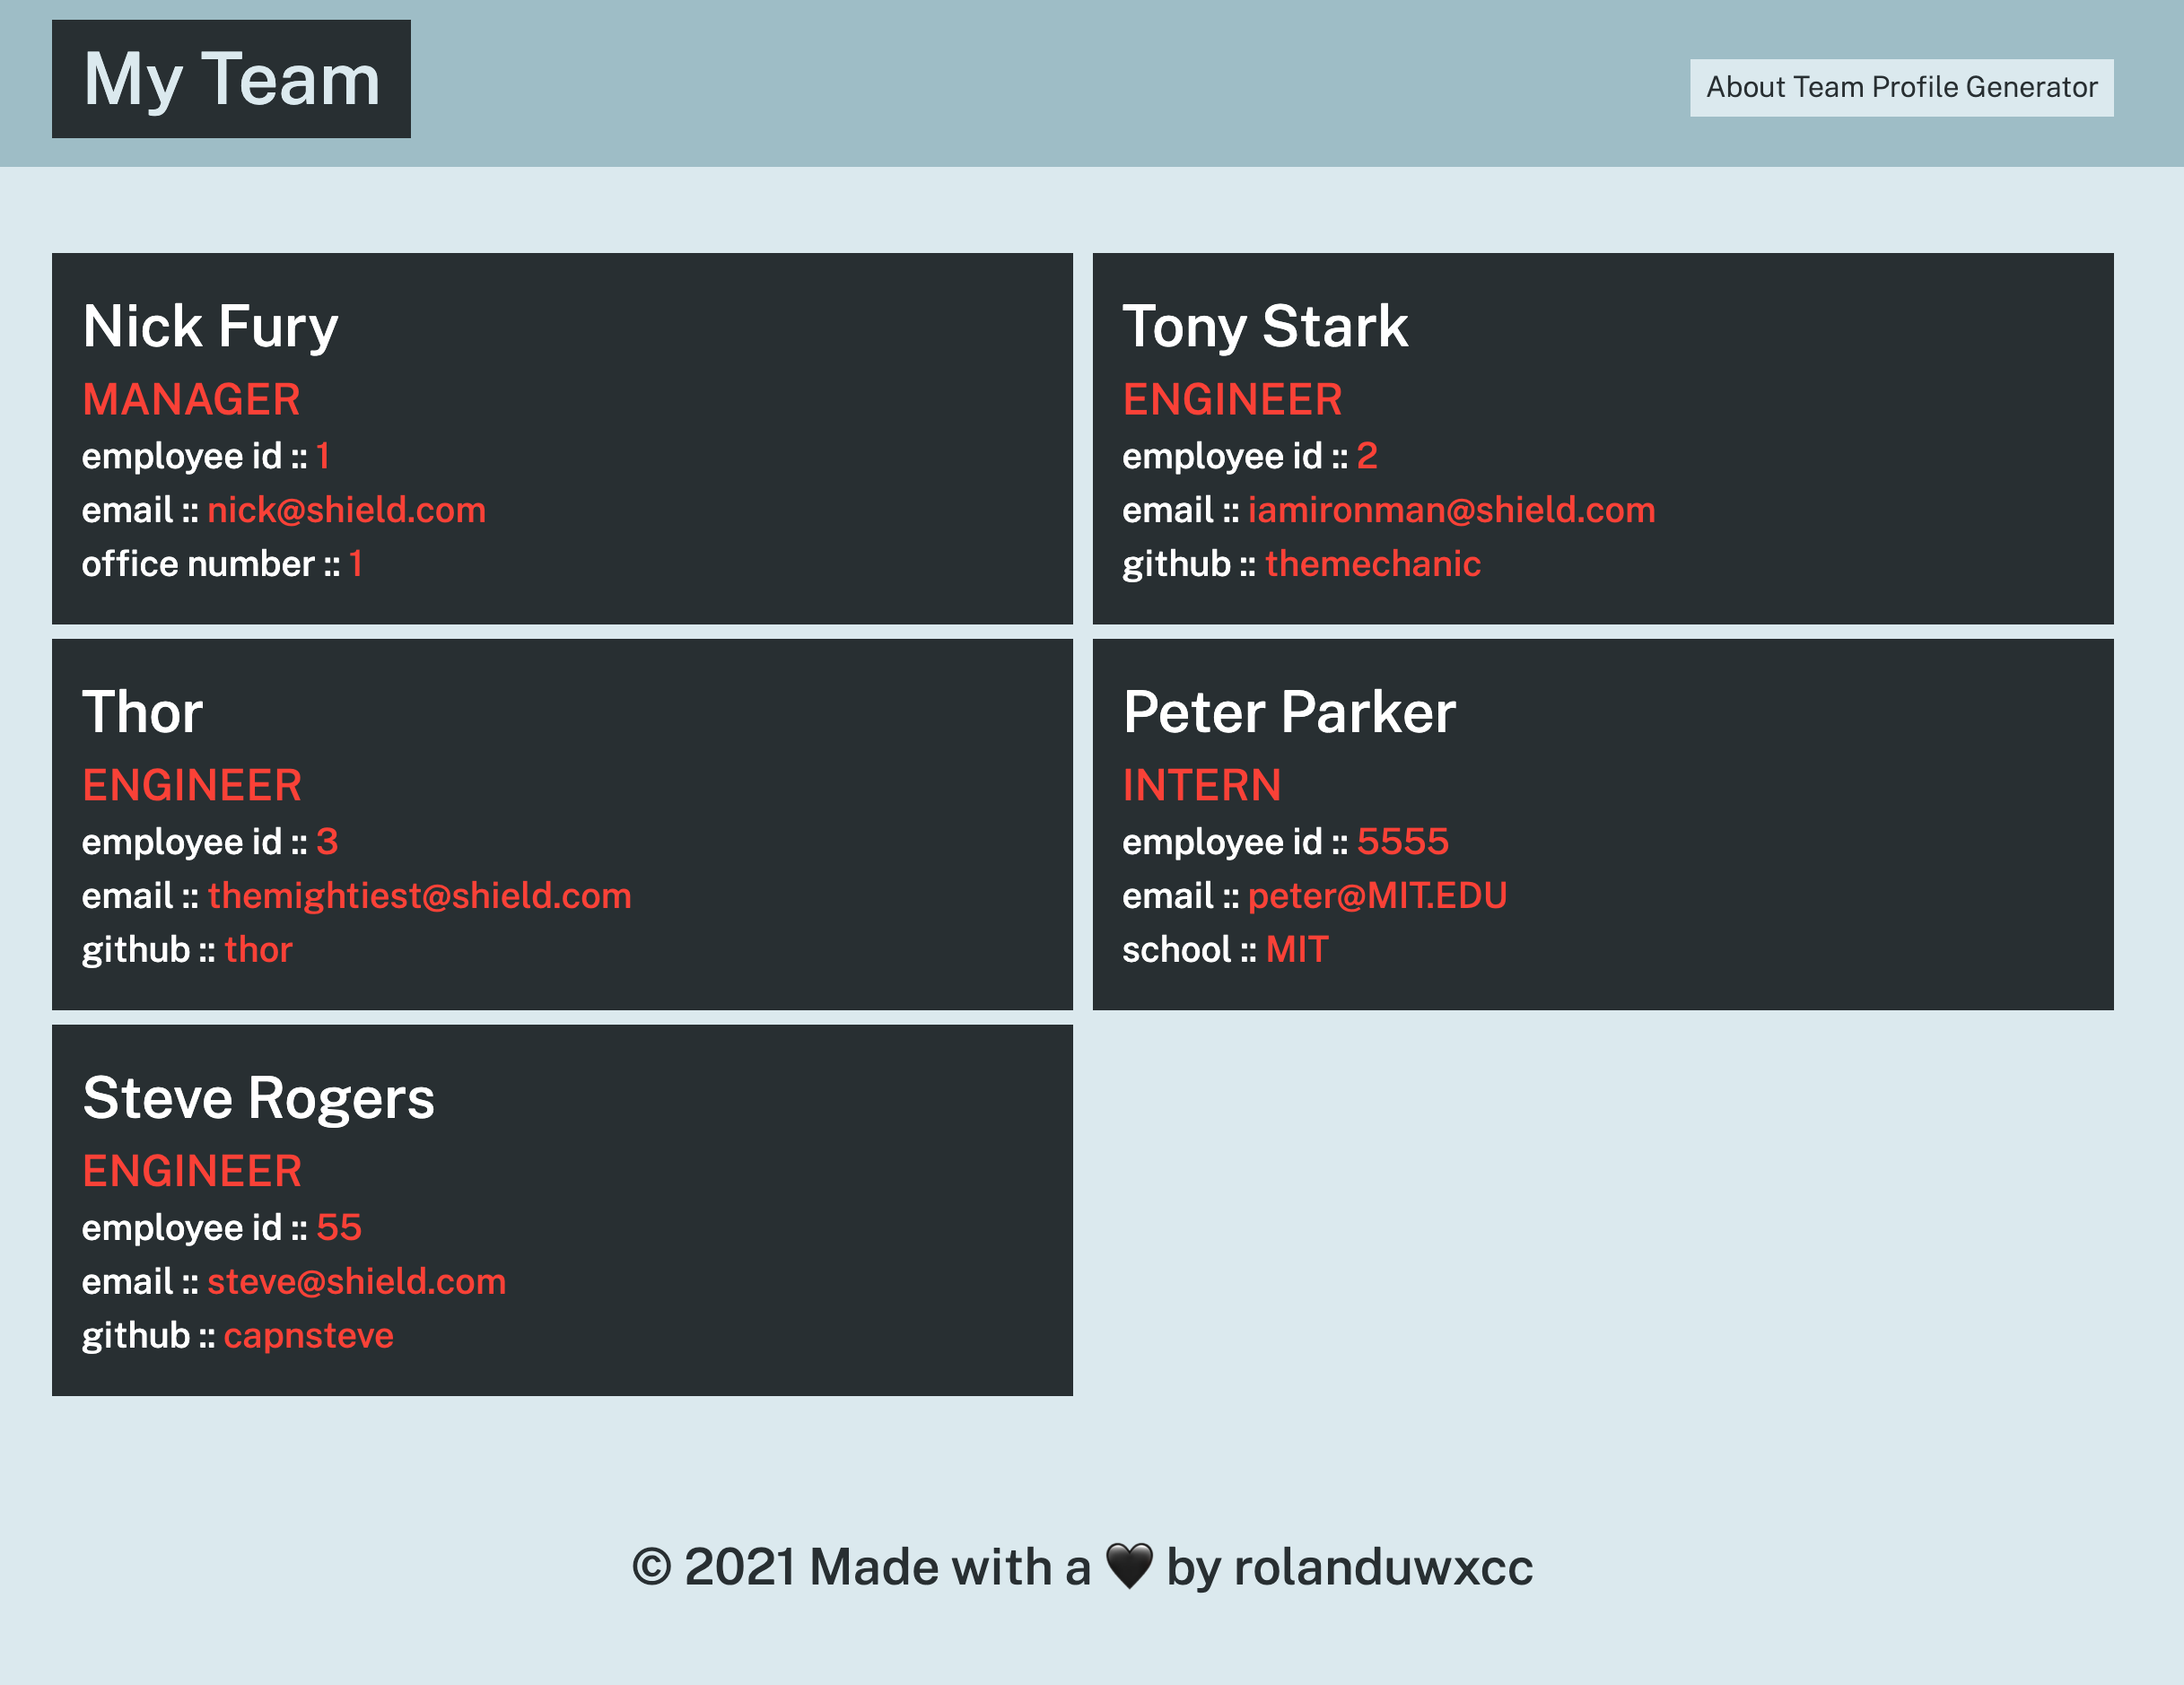 My Team
About Team Profile Generator
Nick Fury
MANAGER
employee id :: 1
email :: nick@shield.com
office number :: 1
Tony Stark
ENGINEER
employee id :: 2
email :: iamironman@shield.com
github :: themechanic
Thor
ENGINEER
employee id :: 3
email :: themightiest@shield.com
github :: thor
Peter Parker
INTERN
employee id :: 5555
email :: peter@MIT.EDU
school :: MIT
Steve Rogers
ENGINEER
employee id :: 55
email :: steve@shield.com
github :: capnsteve
© 2021 Made with a 🖤 by rolanduwxcc